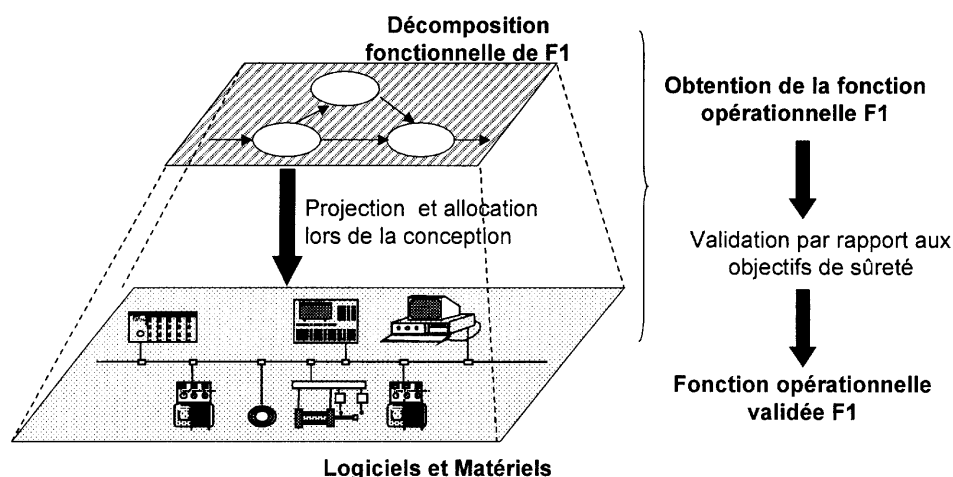 Décomposition
fonctionnelle de F1
Obtention de la fonction
opérationnelle F1
Projection et allocation
lors de la conception
Validation par rapport aux
objectifs de sûreté
Fonction opérationnelle
validée F1
Logiciels et Matériels